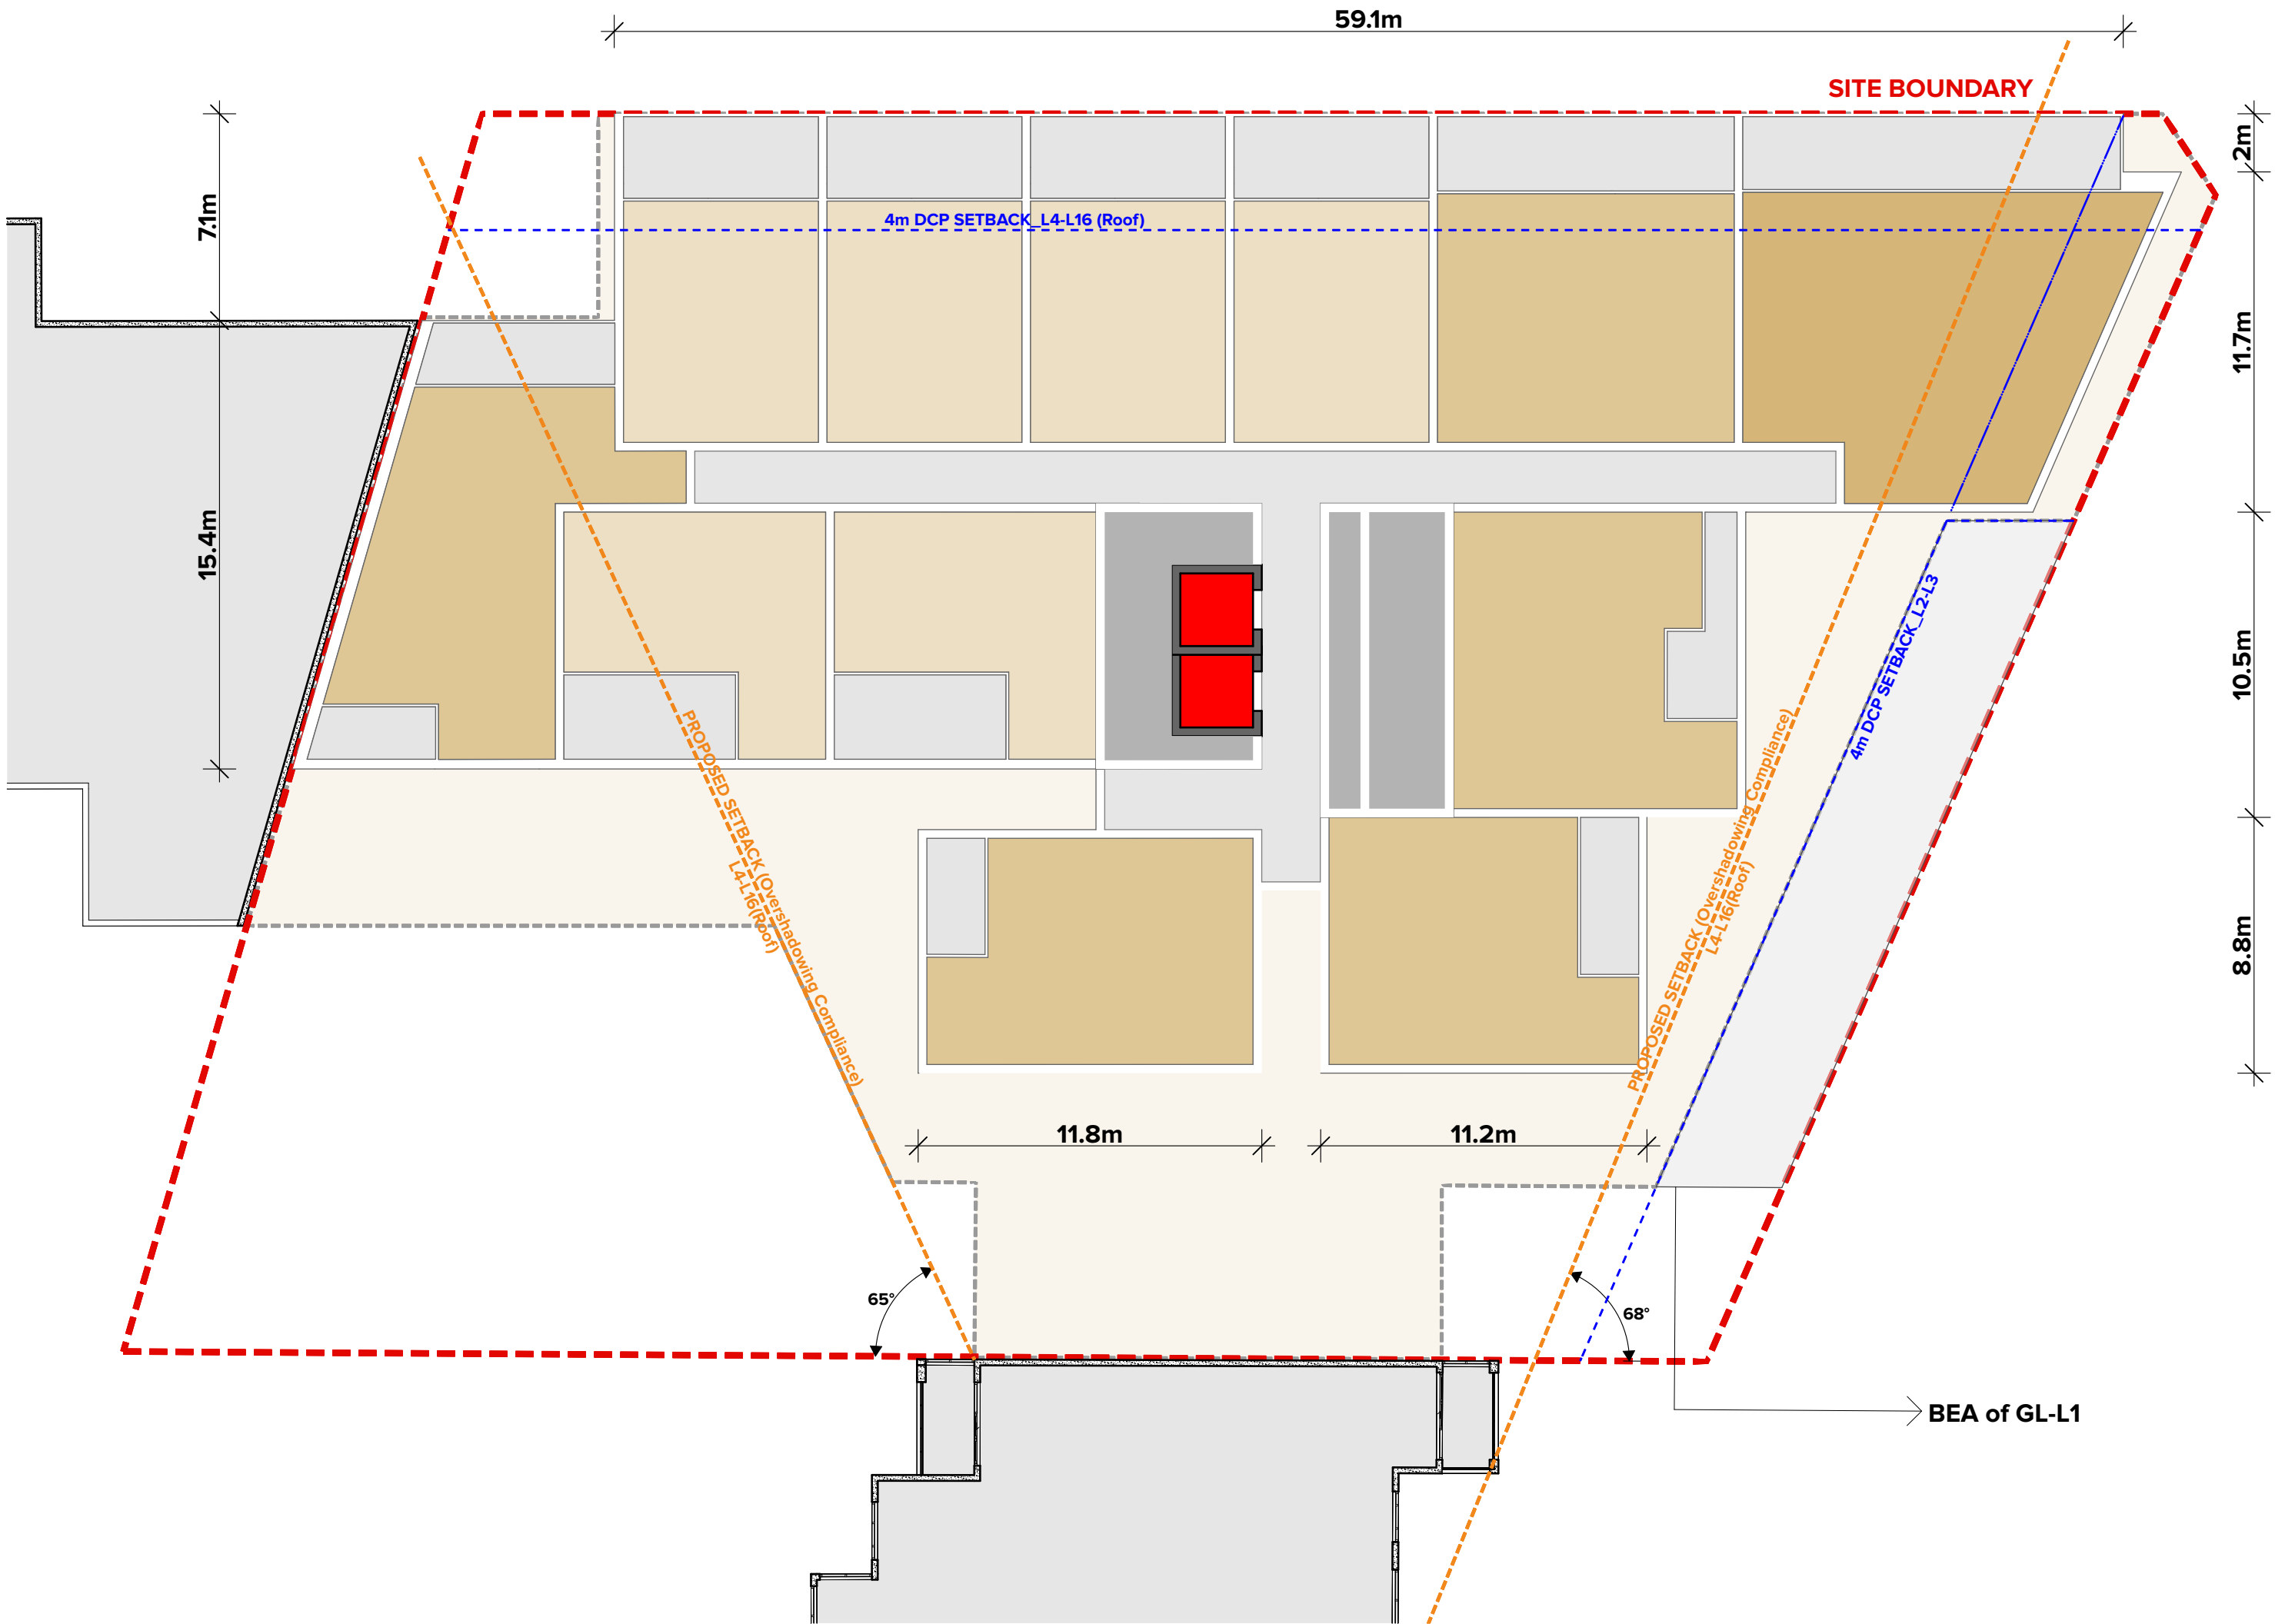 59.1m
SITE BOUNDARY
2m
7.1m
4m DCP SETBACK_L4-L16 (Roof)
11.7m
15.4m
4m DCP SETBACK_L2-L3
10.5m
PROPOSED SETBACK (Overshadowing Compliance)
L4-L16(Roof)
PROPOSED SETBACK (Overshadowing Compliance)
L4-L16(Roof)
8.8m
11.8m
11.2m
65°
68°
BEA of GL-L1